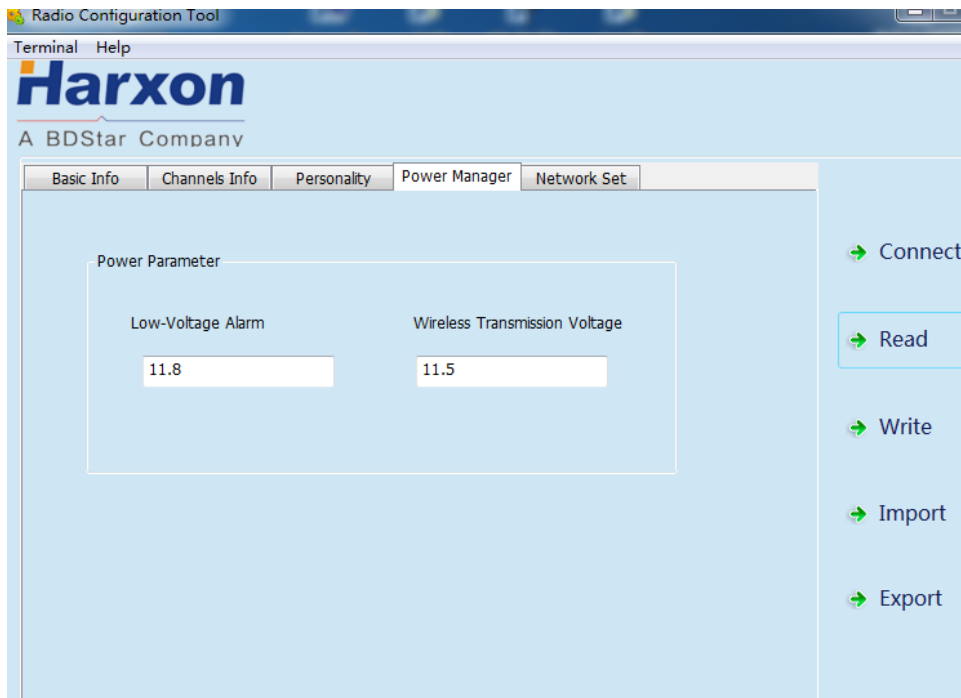 Radio Configuration Tool
Terminal Help
Harxon
A BDStar Company
Basic Info Channels Info Personality Power Manager Network Set
Power Parameter
Low-Voltage Alarm Wireless Transmission Voltage
11.8 11.5
Connect
Read
Write
Import
Export